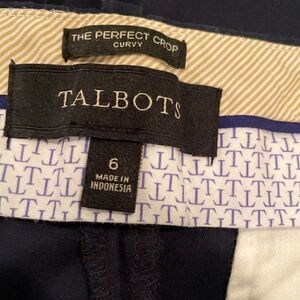 THE PERFECT CROP
CURVY
TALBOTS
6
MADE IN
INDONESIA